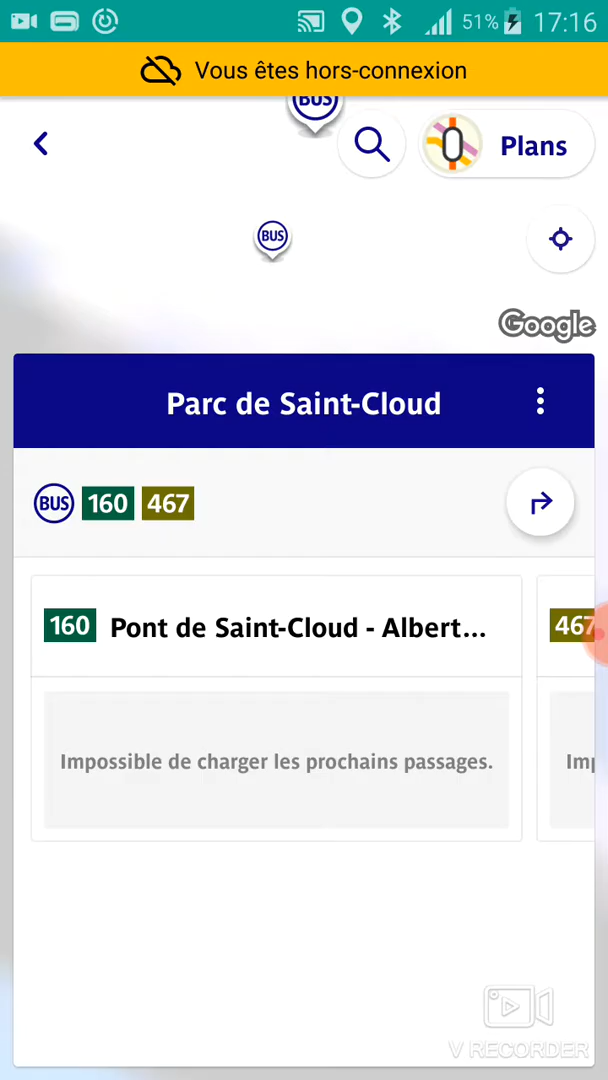 51% 17:16
Vous êtes hors-connexion
BUS
Plans
BUS
Google
Parc de Saint-Cloud
BUS 160 467
160 Pont de Saint-Cloud - Albert...
467
Impossible de charger les prochains passages.
Imp
V RECORDER